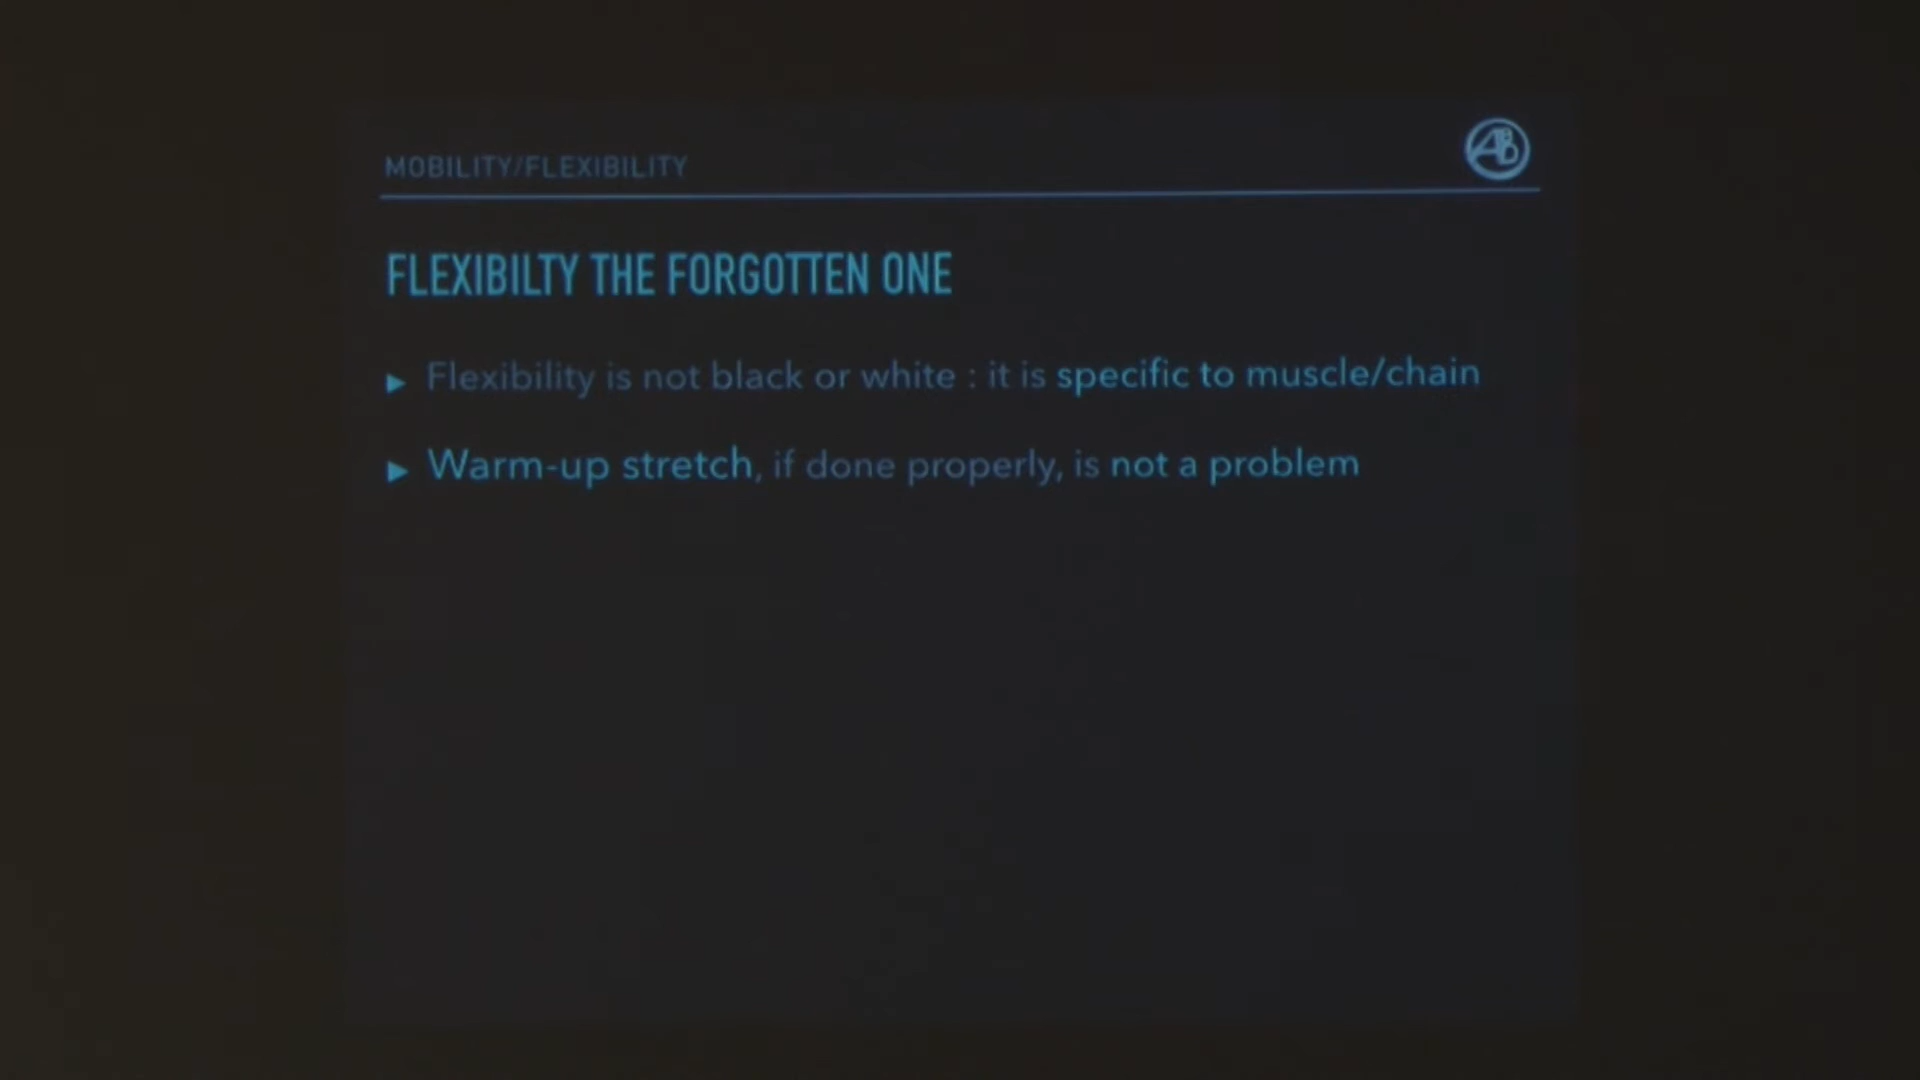 MOBILITY/FLEXIBILITY
ABD
FLEXIBILTY THE FORGOTTEN ONE
► Flexibility is not black or white : it is specific to muscle/chain
► Warm-up stretch, if done properly, is not a problem